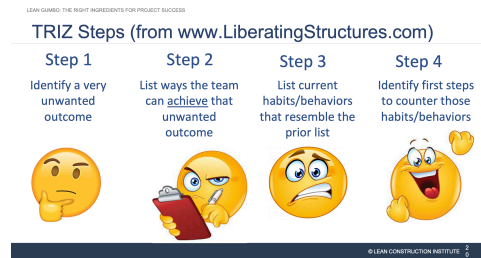 LEAN GUMBO: THE RIGHT INGREDIENTS FOR PROJECT SUCCESS
TRIZ Steps (from www.LiberatingStructures.com)
Step 1
Identify a very
unwanted
outcome
Step 2
List ways the team
can achieve that
unwanted
outcome
Step 3
List current
habits/behaviors
that resemble the
prior list
Step 4
Identify first steps
to counter those
habits/behaviors
© LEAN CONSTRUCTION INSTITUTE
2
0